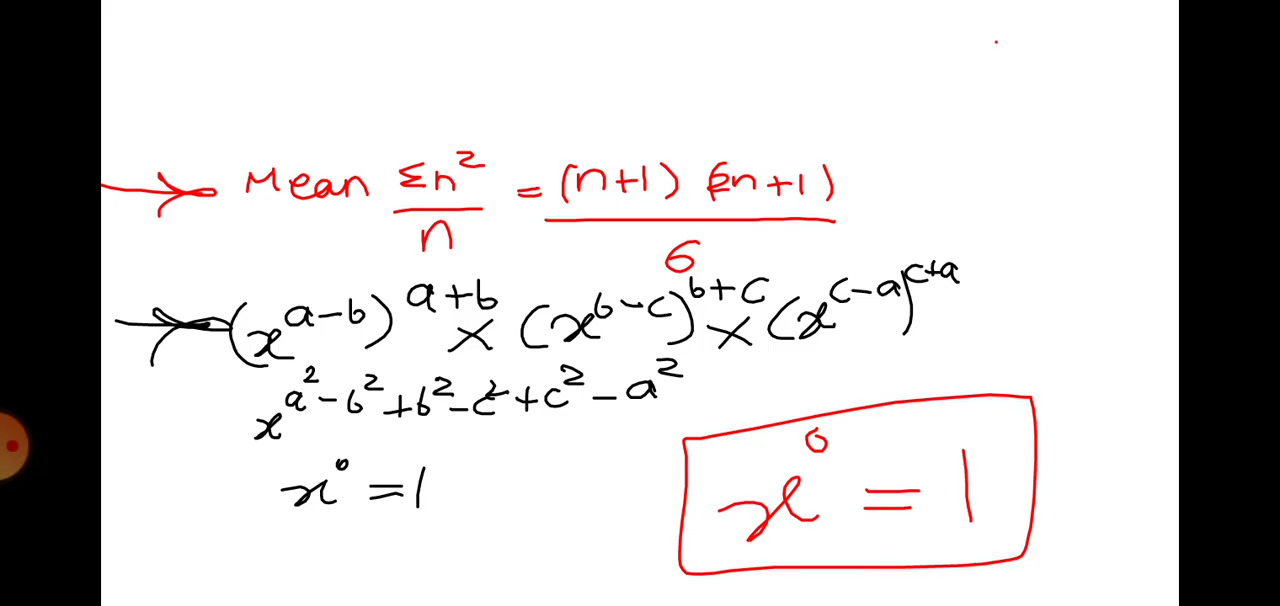 Mean Σn²/n = (n+1) (2n+1)/6
(x^{a-b})^{a+b} × (x^{b-c})^{b+c} × (x^{c-a})^{c+a}
x^{a²-b²+b²-c²+c²-a²}
x⁰ = 1
x⁰ = 1